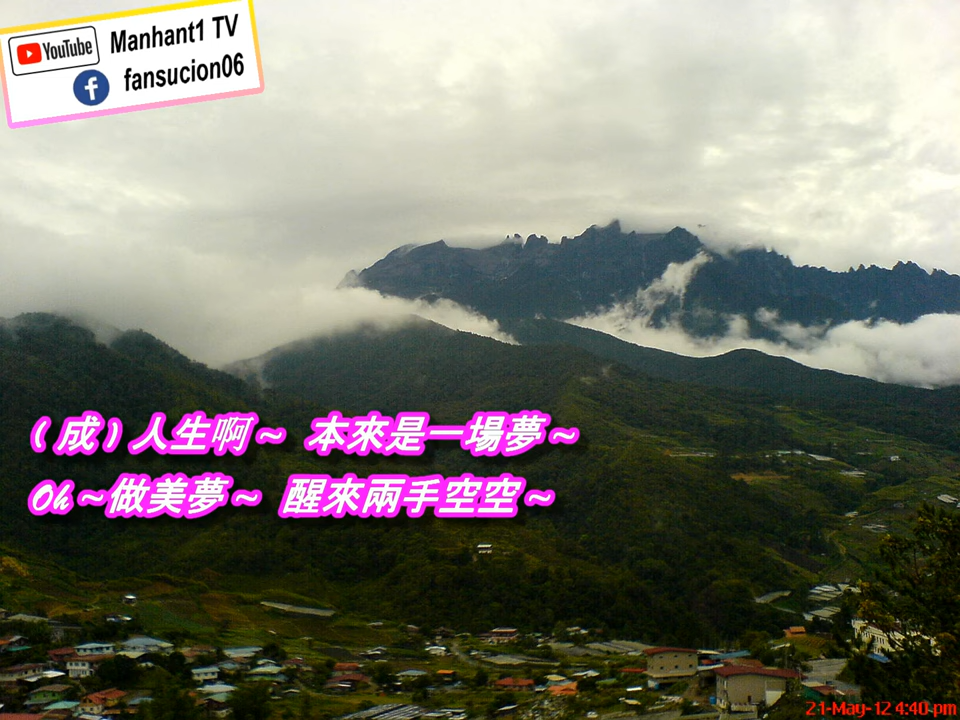 YouTube Manhant1 TV
fansucion06
(成) 人生啊～ 本來是一場夢～
Oh～做美夢～ 醒來兩手空空～
21-May-12 4:40 pm